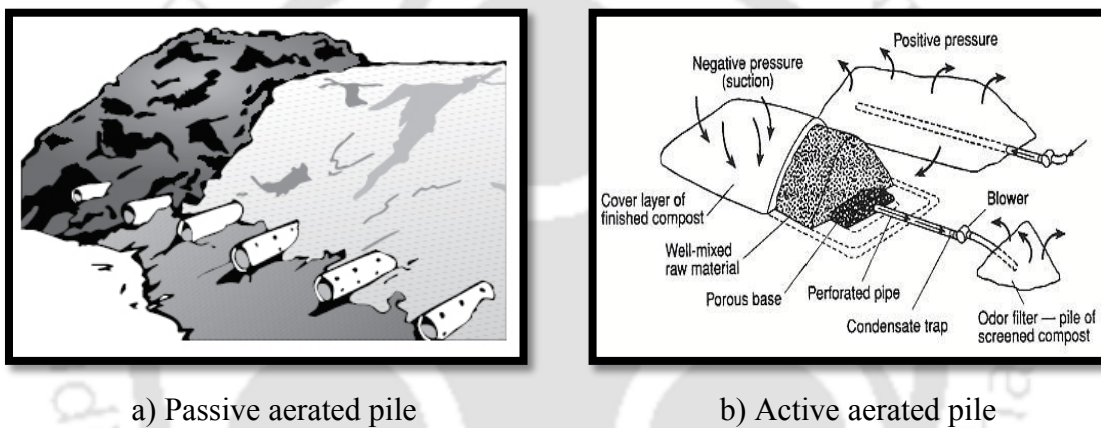 Positive pressure
Negative pressure
(suction)
Cover layer of
finished compost
Blower
Well-mixed
raw material
Porous base
Perforated pipe
Condensate trap
Odor filter — pile of
screened compost
a) Passive aerated pile
b) Active aerated pile